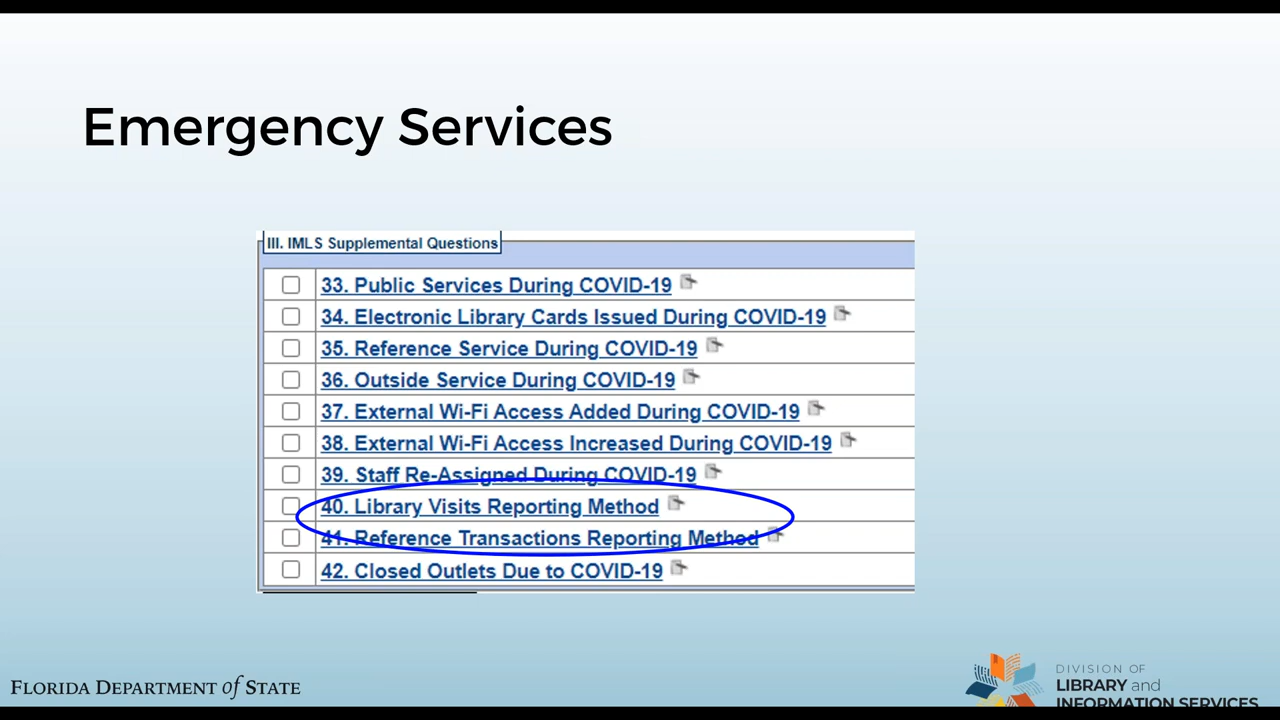 Emergency Services
III. IMLS Supplemental Questions
33. Public Services During COVID-19
34. Electronic Library Cards Issued During COVID-19
35. Reference Service During COVID-19
36. Outside Service During COVID-19
37. External Wi-Fi Access Added During COVID-19
38. External Wi-Fi Access Increased During COVID-19
39. Staff Re-Assigned During COVID-19
40. Library Visits Reporting Method
41. Reference Transactions Reporting Method
42. Closed Outlets Due to COVID-19
FLORIDA DEPARTMENT of STATE
DIVISION OF
LIBRARY and
INFORMATION SERVICES